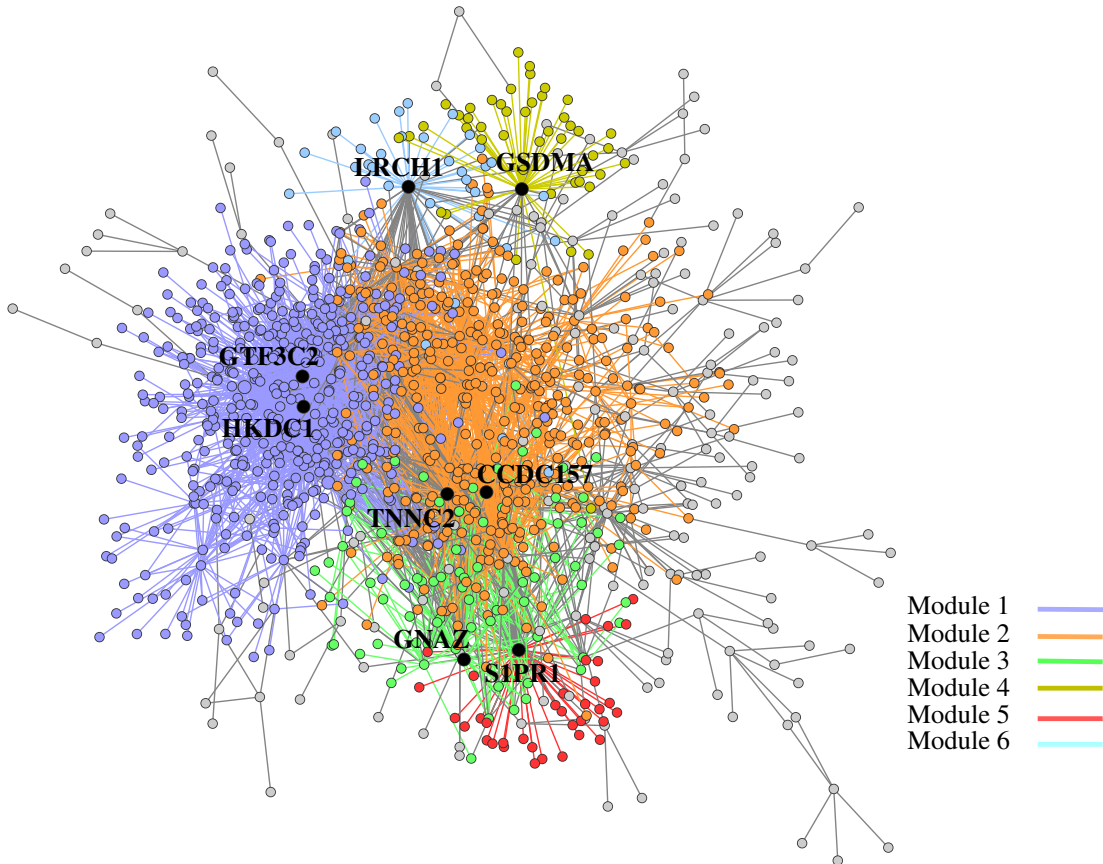 GSDMA
LRCH1
GTF3C2
HKDC1
CCDC157
TNNC2
GNAZ
S1PR1
Module 1
Module 2
Module 3
Module 4
Module 5
Module 6